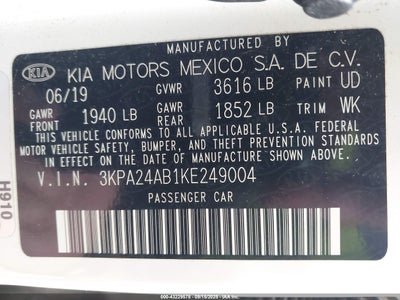 MANUFACTURED BY
KIA KIA MOTORS MEXICO S.A. DE C.V.
06/19 GVWR 3616 LB PAINT UD
GAWR FRONT 1940 LB GAWR REAR 1852 LB TRIM WK
THIS VEHICLE CONFORMS TO ALL APPLICABLE U.S. FEDERAL
MOTOR VEHICLE SAFETY, BUMPER, AND THEFT PREVENTION STANDARDS
IN EFFECT ON THE DATE OF MANUFACTURE SHOWN ABOVE.
V.I.N. 3KPA24AB1KE249004
PASSENGER CAR
H910